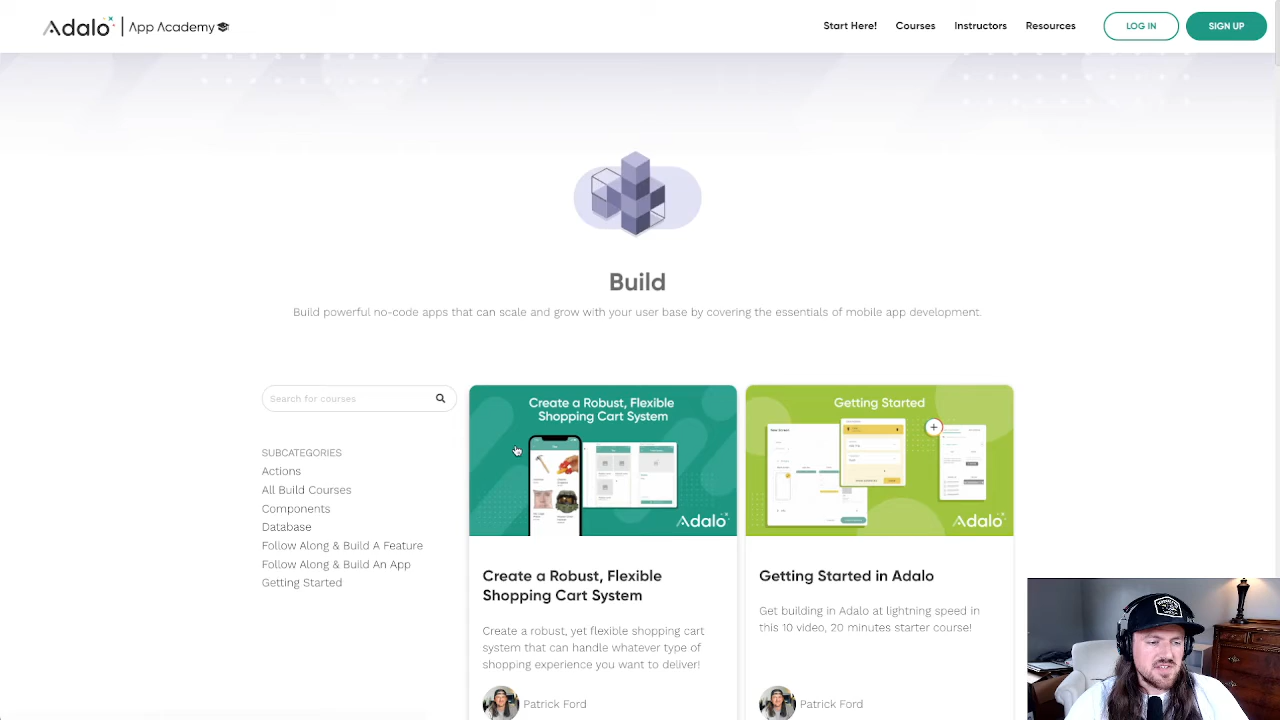 Adalo | App Academy
Start Here!
Courses
Instructors
Resources
LOG IN
SIGN UP
Build
Build powerful no-code apps that can scale and grow with your user base by covering the essentials of mobile app development.
Search for courses
SUBCATEGORIES
Actions
All Build Courses
Components
Database
Follow Along & Build A Feature
Follow Along & Build An App
Getting Started
Create a Robust, Flexible
Shopping Cart System
Adalo
Create a Robust, Flexible
Shopping Cart System
Create a robust, yet flexible shopping cart
system that can handle whatever type of
shopping experience you want to deliver!
Patrick Ford
Getting Started
Adalo
Getting Started in Adalo
Get building in Adalo at lightning speed in
this 10 video, 20 minutes starter course!
Patrick Ford